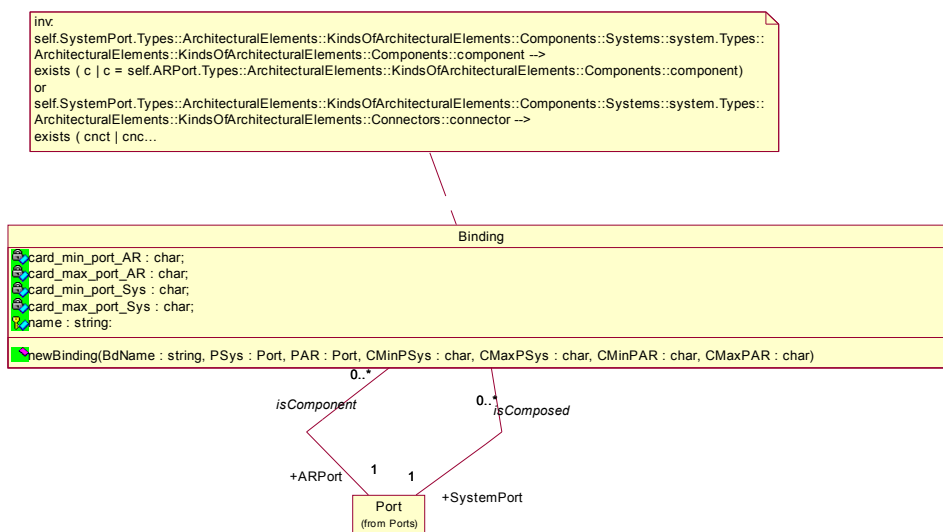 inv:
self.SystemPort.Types::ArchitecturalElements::KindsOfArchitecturalElements::Components::Systems::system.Types::
ArchitecturalElements::KindsOfArchitecturalElements::Components::component -->
exists ( c | c = self.ARPort.Types::ArchitecturalElements::KindsOfArchitecturalElements::Components::component)
or
self.SystemPort.Types::ArchitecturalElements::KindsOfArchitecturalElements::Components::Systems::system.Types::
ArchitecturalElements::KindsOfArchitecturalElements::Connectors::connector -->
exists ( cnct | cnc...
Binding
card_min_port_AR : char;
card_max_port_AR : char;
card_min_port_Sys : char;
card_max_port_Sys : char;
name : string:
newBinding(BdName : string, PSys : Port, PAR : Port, CMinPSys : char, CMaxPSys : char, CMinPAR : char, CMaxPAR : char)
0..*
isComponent
0..*
isComposed
+ARPort
1
1
+SystemPort
Port
(from Ports)